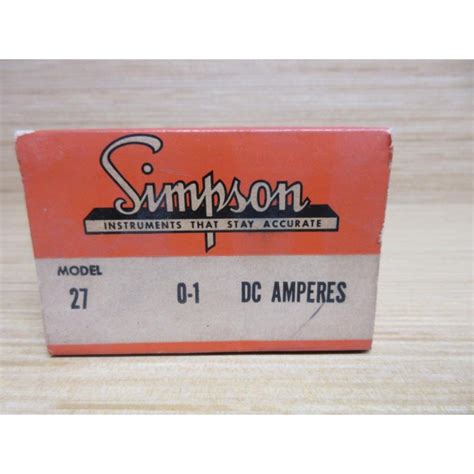 Simpson
INSTRUMENTS THAT STAY ACCURATE
MODEL
27 0-1 DC AMPERES